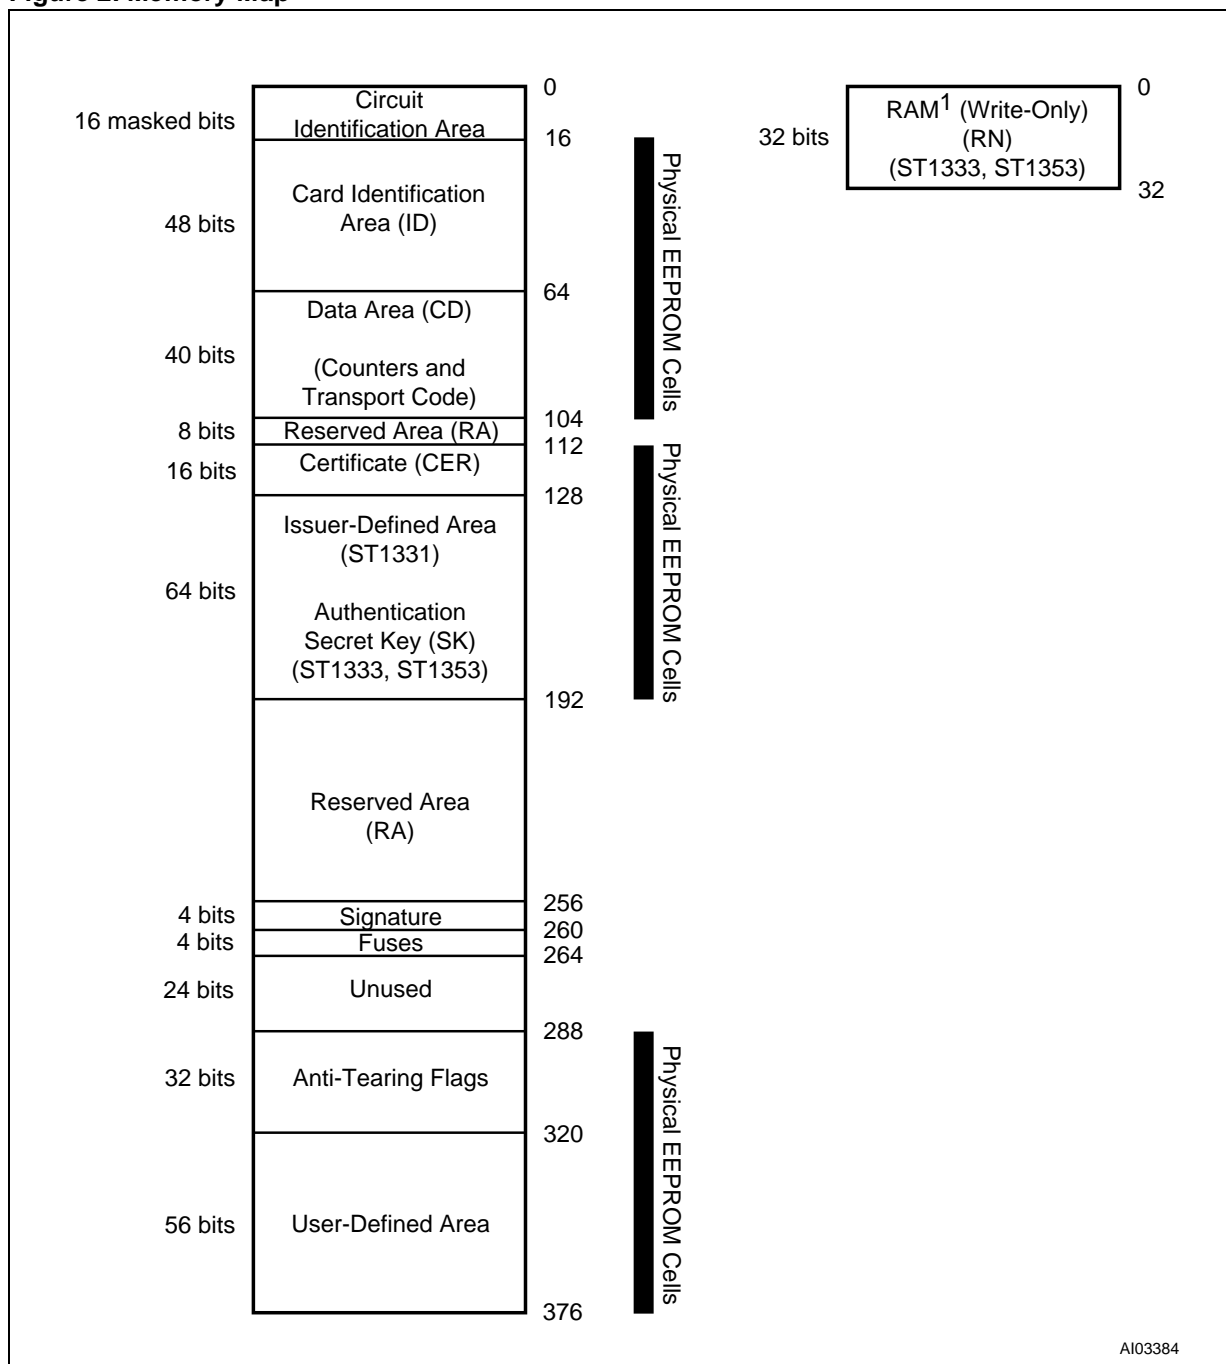 Figure 2. Memory Map
0
Circuit
Identification Area
16 masked bits
16
Card Identification
Area (ID)
48 bits
64
Data Area (CD)
(Counters and
Transport Code)
40 bits
104
8 bits
Reserved Area (RA)
112
16 bits
Certificate (CER)
128
Issuer-Defined Area
(ST1331)
64 bits
Authentication
Secret Key (SK)
(ST1333, ST1353)
192
Reserved Area
(RA)
256
4 bits
Signature
260
4 bits
Fuses
264
24 bits
Unused
288
32 bits
Anti-Tearing Flags
320
56 bits
User-Defined Area
376
Physical EEPROM Cells
Physical EEPROM Cells
Physical EEPROM Cells
0
RAM1 (Write-Only)
(RN)
(ST1333, ST1353)
32 bits
32
AI03384